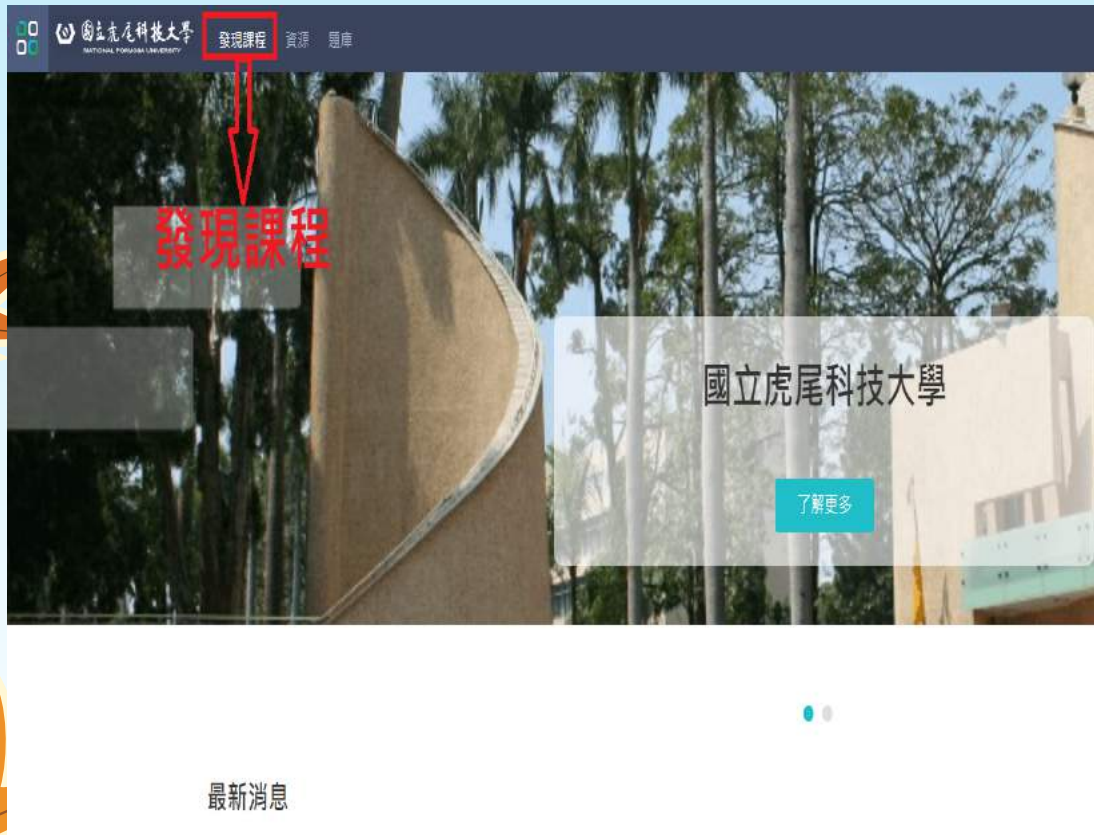 國立虎尾科技大學
NATIONAL FORMOSA UNIVERSITY
發現課程 資源 題庫
發現課程
國立虎尾科技大學
了解更多
最新消息